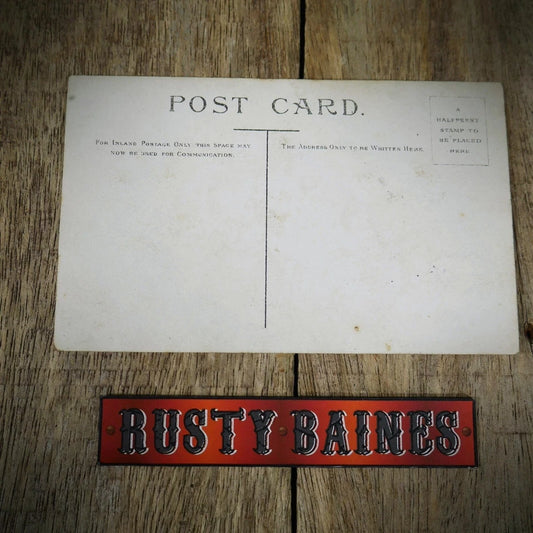 POST CARD.
A
HALFPENNY
STAMP TO
BE PLACED
HERE
FOR INLAND POSTAGE ONLY THIS SPACE MAY
NOW BE USED FOR COMMUNICATION.
THE ADDRESS ONLY TO BE WRITTEN HERE.
RUSTY BAINES